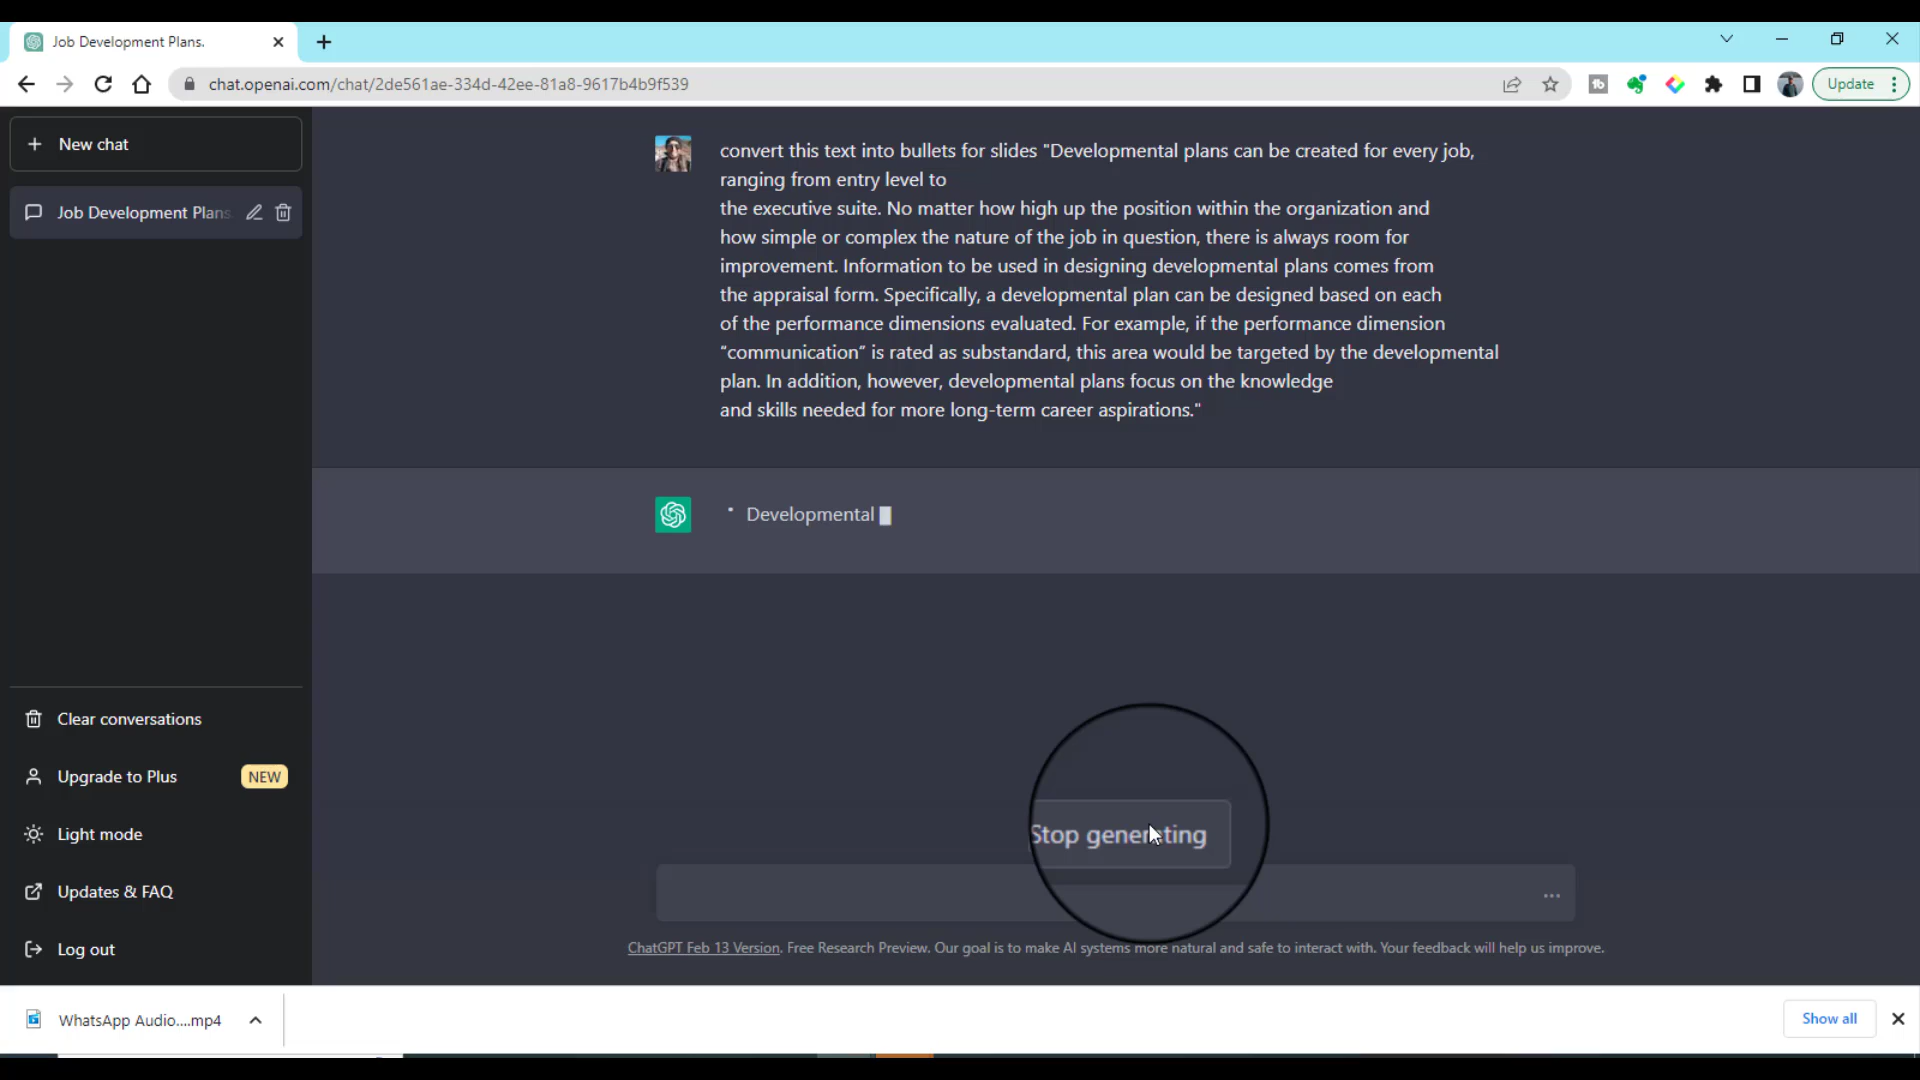 Job Development Plans.
chat.openai.com/chat/2de561ae-334d-42ee-81a8-9617b4b9f539
Update
New chat
Job Development Plans
convert this text into bullets for slides "Developmental plans can be created for every job,
ranging from entry level to
the executive suite. No matter how high up the position within the organization and
how simple or complex the nature of the job in question, there is always room for
improvement. Information to be used in designing developmental plans comes from
the appraisal form. Specifically, a developmental plan can be designed based on each
of the performance dimensions evaluated. For example, if the performance dimension
“communication” is rated as substandard, this area would be targeted by the developmental
plan. In addition, however, developmental plans focus on the knowledge
and skills needed for more long-term career aspirations."
• Developmental
Clear conversations
Upgrade to Plus NEW
Light mode
Updates & FAQ
Log out
Stop generating
...
ChatGPT Feb 13 Version. Free Research Preview. Our goal is to make AI systems more natural and safe to interact with. Your feedback will help us improve.
WhatsApp Audio....mp4
Show all